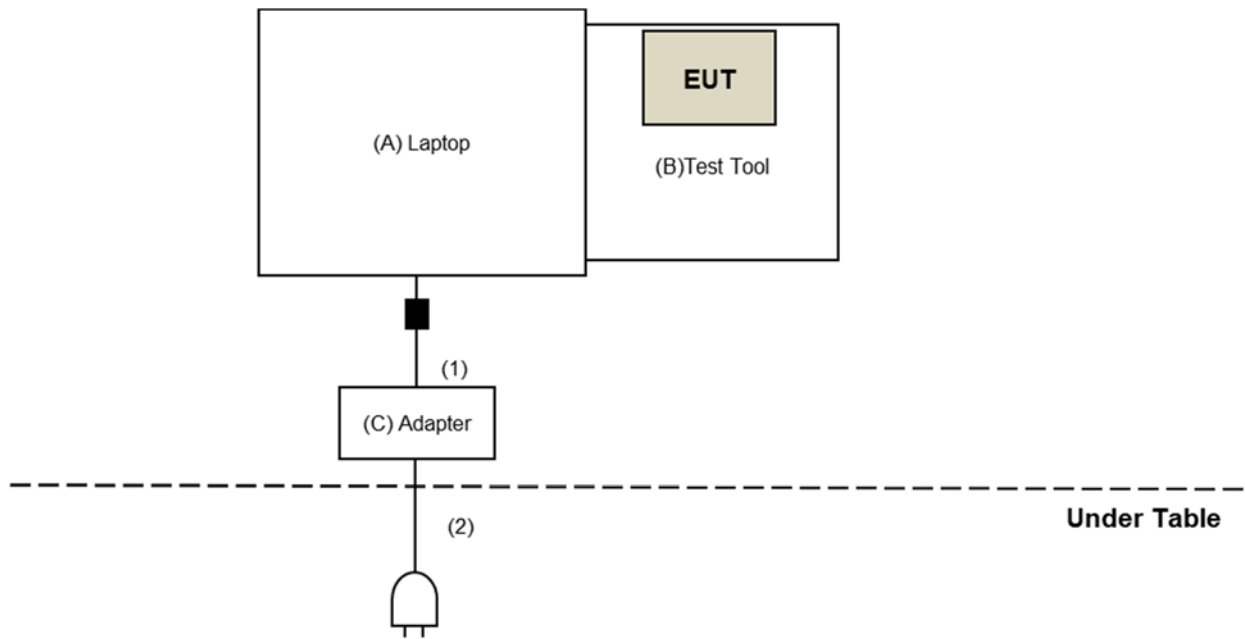 EUT
(A) Laptop
(B)Test Tool
(1)
(C) Adapter
Under Table
(2)